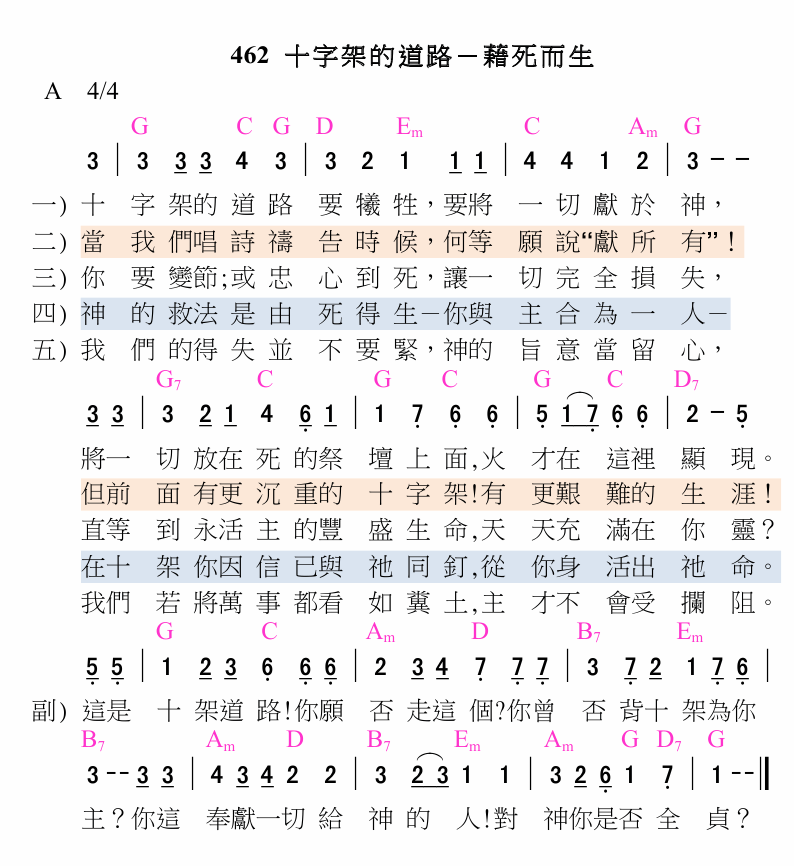 462 十字架的道路－藉死而生
A 4/4
G C G D Em C Am G
3 | 3 3 3 4 3 | 3 2 1 1 1 | 4 4 1 2 | 3 - -
一) 十 字 架的 道 路 要 犧 牲，要將 一 切 獻 於 神，
二) 當 我 們唱 詩 禱 告 時 候，何等 願 說“獻 所 有”！
三) 你 要 變節;或 忠 心 到 死，讓一 切 完 全 損 失，
四) 神 的 救法 是 由 死 得 生－你與 主 合 為 一 人－
五) 我 們 的得 失 並 不 要 緊，神的 旨 意 當 留 心，
G7 C G C G C D7
3 3 | 3 2 1 4 6 1 | 1 7 6 6 | 5 1 7 6 6 | 2 - 5
將一 切 放在 死 的祭 壇 上 面,火 才在 這裡 顯 現。
但前 面 有更 沉 重的 十 字 架!有 更艱 難的 生 涯！
直等 到 永活 主 的豐 盛 生 命,天 天充 滿在 你 靈？
在十 架 你因 信 已與 祂 同 釘,從 你身 活出 祂 命。
我們 若 將萬 事 都看 如 糞 土,主 才不 會受 攔 阻。
G C Am D B7 Em
5 5 | 1 2 3 6 6 6 | 2 3 4 7 7 7 | 3 7 2 1 7 6 |
副) 這是 十 架道 路!你願 否 走這 個?你曾 否 背十 架為你
B7 Am D B7 Em Am G D7 G
3 - - 3 3 | 4 3 4 2 2 | 3 2 3 1 1 | 3 2 6 1 7 | 1 - - ‖
主？你這 奉獻一切 給 神 的 人!對 神你是否 全 貞？